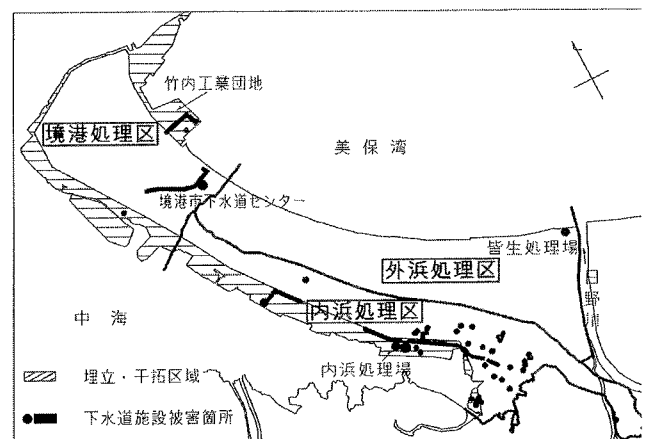 竹内工業団地
境港処理区
美保湾
境港市下水道センター
皆生処理場
外浜処理区
日野川
内浜処理区
中海
内浜処理場
埋立・干拓区域
下水道施設被害箇所